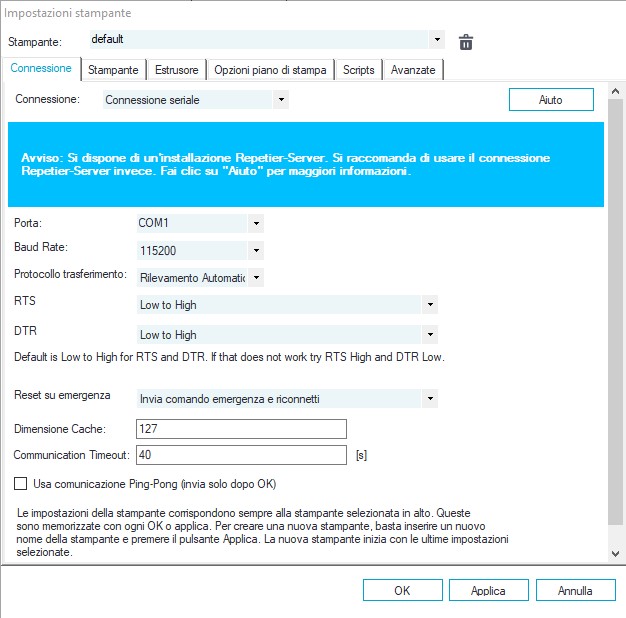 Impostazioni stampante
Stampante: default
Connessione Stampante Estrusore Opzioni piano di stampa Scripts Avanzate
Connessione: Connessione seriale Aiuto
Avviso: Si dispone di un'installazione Repetier-Server. Si raccomanda di usare il connessione
Repetier-Server invece. Fai clic su "Aiuto" per maggiori informazioni.
Porta: COM1
Baud Rate: 115200
Protocollo trasferimento: Rilevamento Automatic
RTS Low to High
DTR Low to High
Default is Low to High for RTS and DTR. If that does not work try RTS High and DTR Low.
Reset su emergenza Invia comando emergenza e riconnetti
Dimensione Cache: 127
Communication Timeout: 40 [s]
Usa comunicazione Ping-Pong (invia solo dopo OK)
Le impostazioni della stampante corrispondono sempre alla stampante selezionata in alto. Queste
sono memorizzate con ogni OK o applica. Per creare una nuova stampante, basta inserire un nuovo
nome della stampante e premere il pulsante Applica. La nuova stampante inizia con le ultime impostazioni
selezionate.
OK Applica Annulla